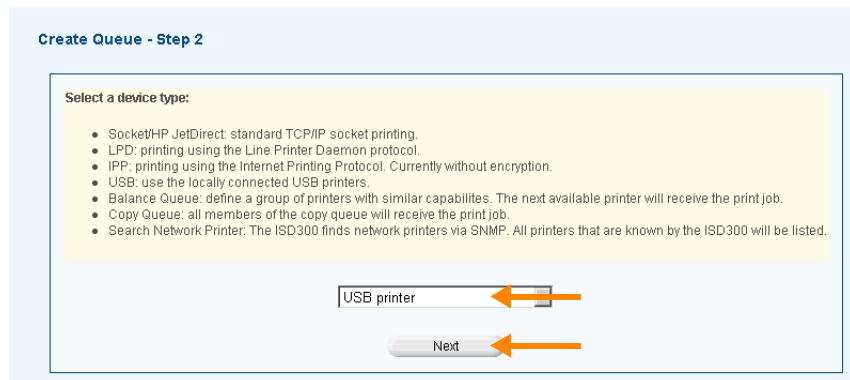 Create Queue - Step 2
Select a device type:
Socket/HP JetDirect: standard TCP/IP socket printing.
LPD: printing using the Line Printer Daemon protocol.
IPP: printing using the Internet Printing Protocol. Currently without encryption.
USB: use the locally connected USB printers.
Balance Queue: define a group of printers with similar capabilites. The next available printer will receive the print job.
Copy Queue: all members of the copy queue will receive the print job.
Search Network Printer: The ISD300 finds network printers via SNMP. All printers that are known by the ISD300 will be listed.
USB printer
Next